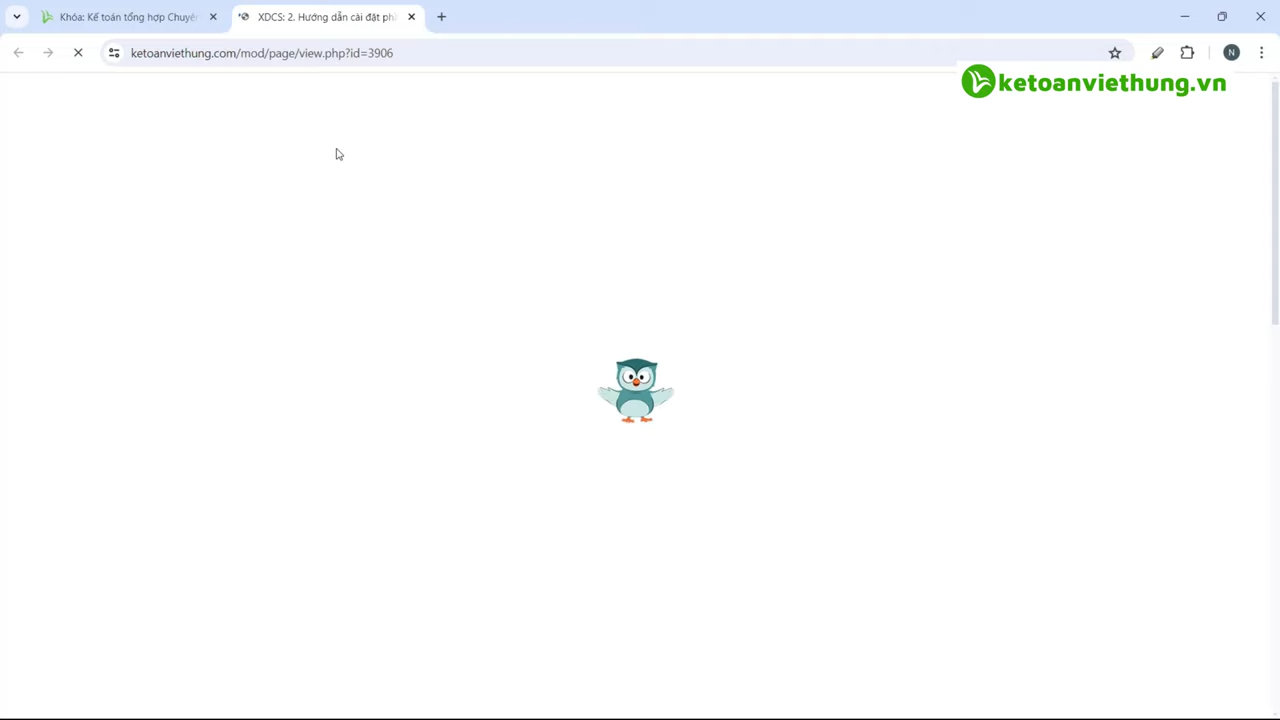 Khóa: Kế toán tổng hợp Chuyên
XDCS: 2. Hướng dẫn cài đặt ph
ketoanviethung.com/mod/page/view.php?id=3906
N
ketoanviethung.vn